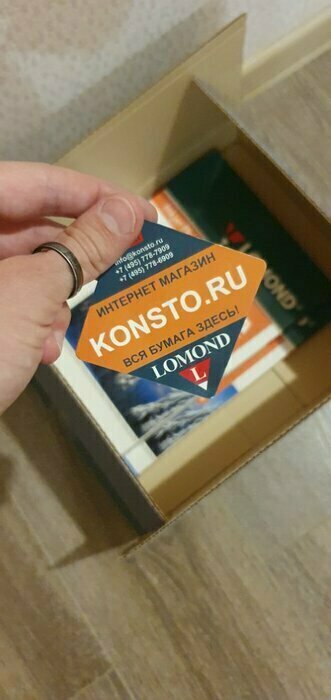 info@konsto.ru
+7 (495) 778-7909
+7 (495) 778-6909
ИНТЕРНЕТ МАГАЗИН
KONSTO.RU
ВСЯ БУМАГА ЗДЕСЬ!
LOMOND
L
LOMOND